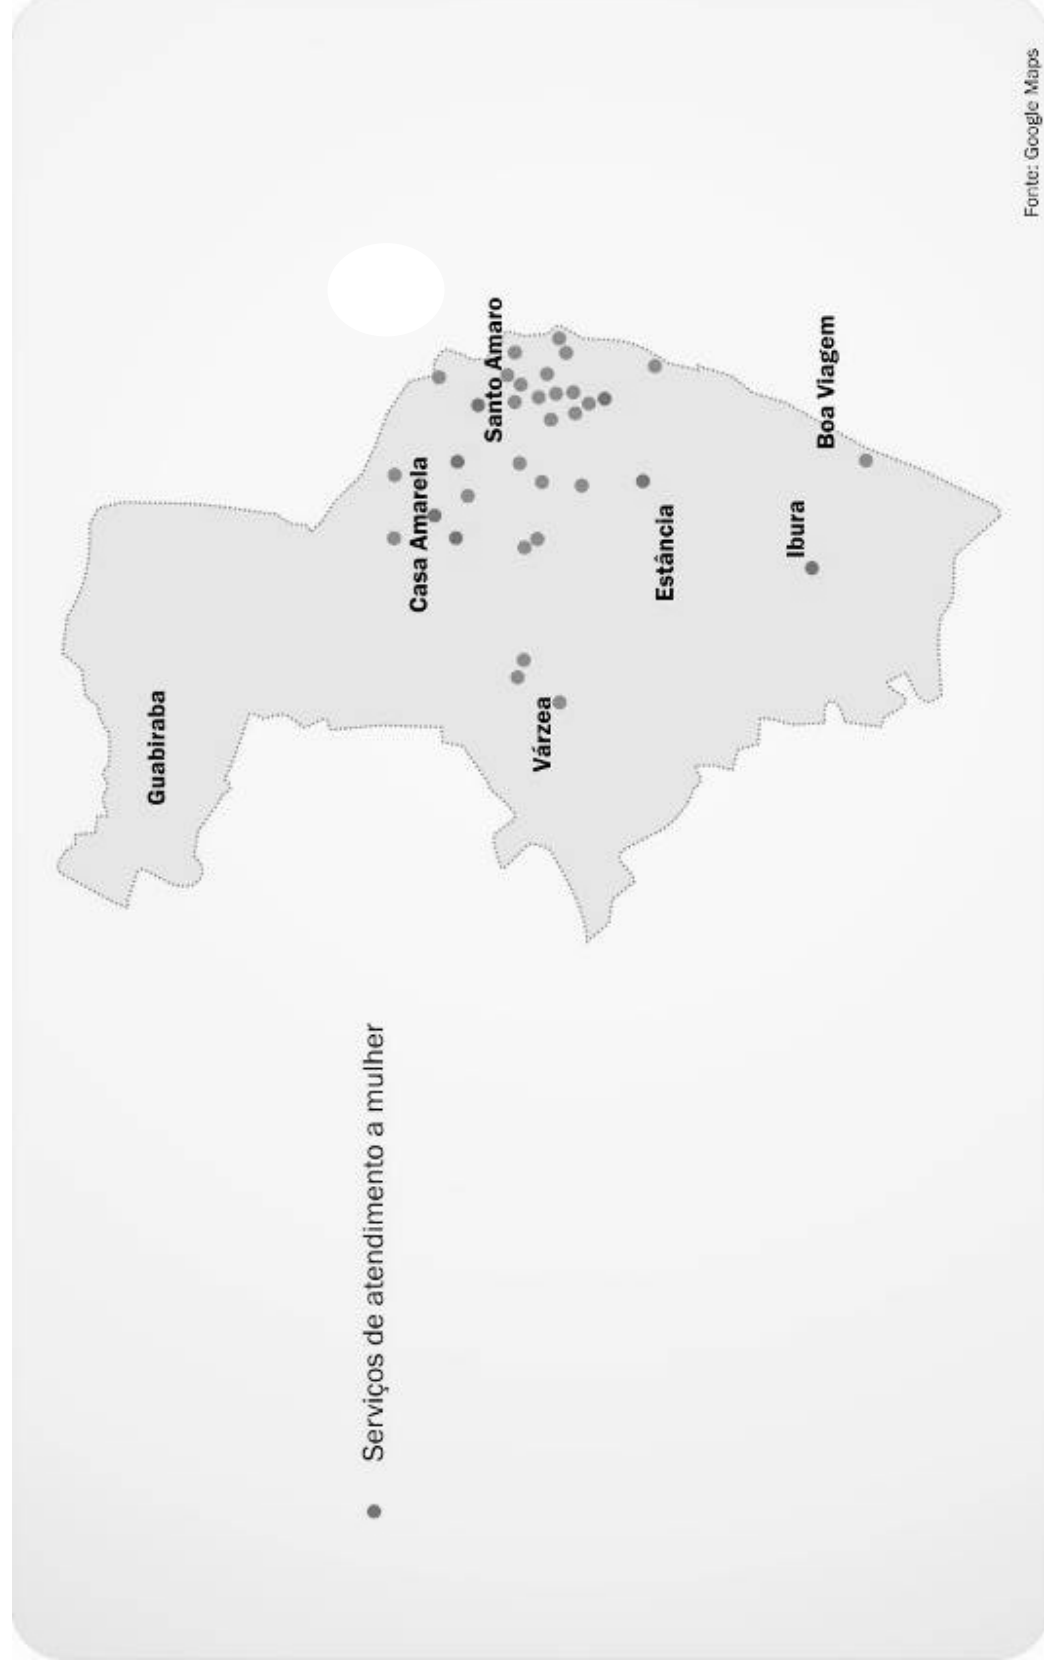 Guabiraba
Casa Amarela
Santo Amaro
Várzea
Estância
Ibura
Boa Viagem
Serviços de atendimento a mulher
Fonte: Google Maps